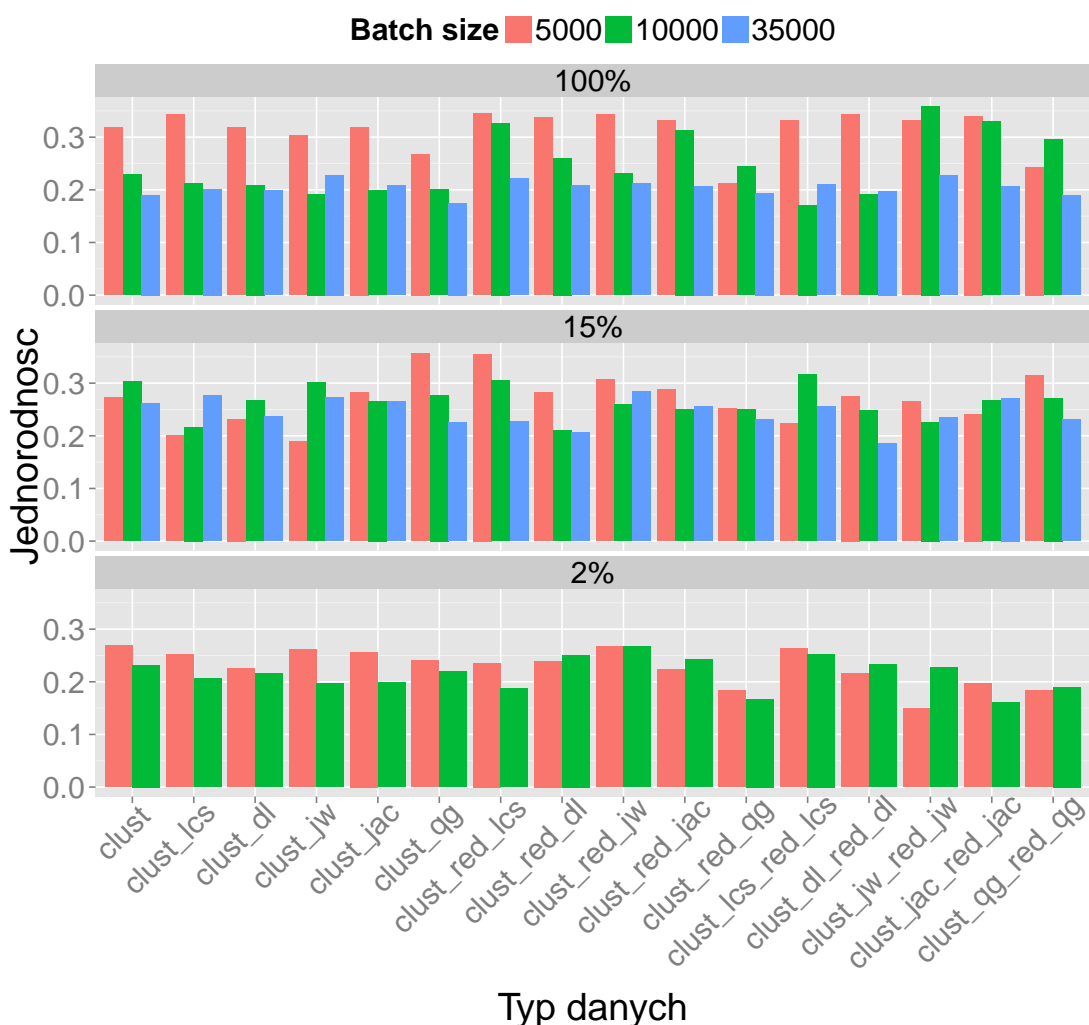 Batch size 5000 10000 35000
100%
0.3
0.2
0.1
0.0
15%
0.3
0.2
0.1
0.0
2%
0.3
0.2
0.1
0.0
Jednorodnosc
clust
clust_lcs
clust_dl
clust_jw
clust_jac
clust_qg
clust_red_lcs
clust_red_dl
clust_red_jw
clust_red_jac
clust_red_qg
clust_lcs_red_lcs
clust_dl_red_dl
clust_jw_red_jw
clust_jac_red_jac
clust_qg_red_qg
Typ danych